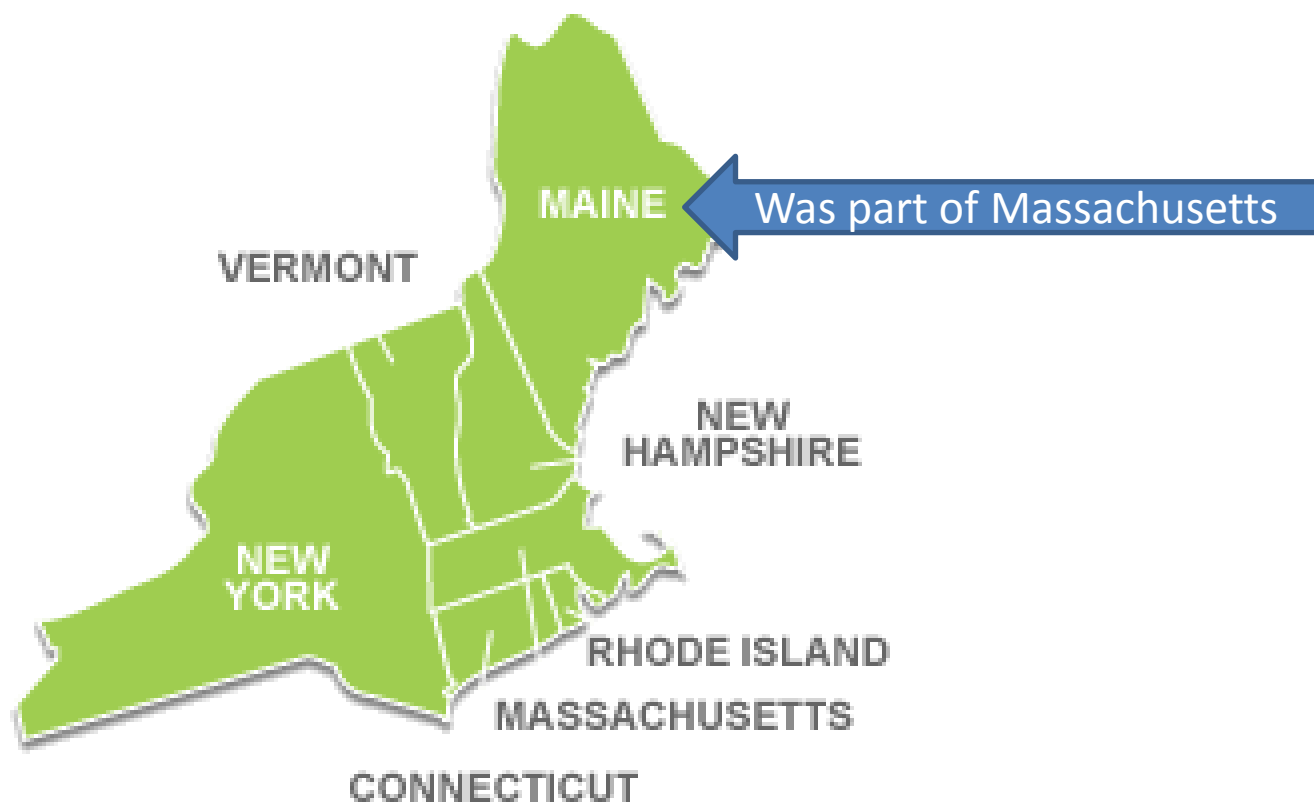 MAINE
Was part of Massachusetts
VERMONT
NEW
HAMPSHIRE
NEW
YORK
RHODE ISLAND
MASSACHUSETTS
CONNECTICUT